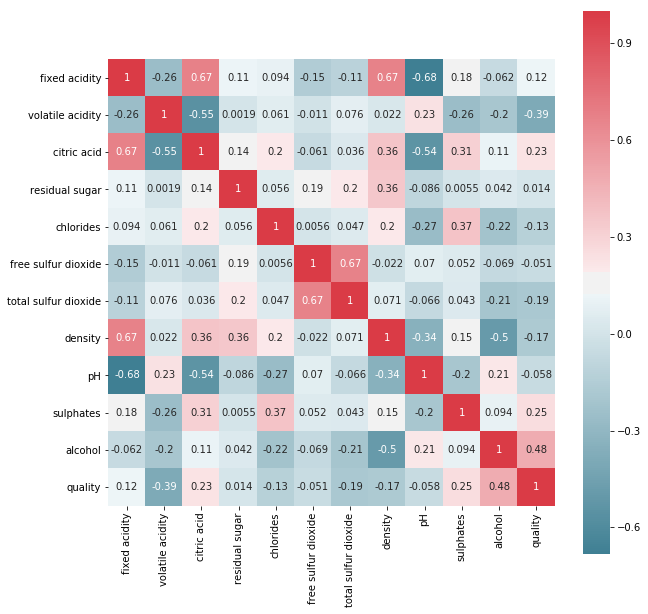 fixed acidity 1 -0.26 0.67 0.11 0.094 -0.15 -0.11 0.67 -0.68 0.18 -0.062 0.12
volatile acidity -0.26 1 -0.55 0.0019 0.061 -0.011 0.076 0.022 0.23 -0.26 -0.2 -0.39
citric acid 0.67 -0.55 1 0.14 0.2 -0.061 0.036 0.36 -0.54 0.31 0.11 0.23
residual sugar 0.11 0.0019 0.14 1 0.056 0.19 0.2 0.36 -0.086 0.0055 0.042 0.014
chlorides 0.094 0.061 0.2 0.056 1 0.0056 0.047 0.2 -0.27 0.37 -0.22 -0.13
free sulfur dioxide -0.15 -0.011 -0.061 0.19 0.0056 1 0.67 -0.022 0.07 0.052 -0.069 -0.051
total sulfur dioxide -0.11 0.076 0.036 0.2 0.047 0.67 1 0.071 -0.066 0.043 -0.21 -0.19
density 0.67 0.022 0.36 0.36 0.2 -0.022 0.071 1 -0.34 0.15 -0.5 -0.17
pH -0.68 0.23 -0.54 -0.086 -0.27 0.07 -0.066 -0.34 1 -0.2 0.21 -0.058
sulphates 0.18 -0.26 0.31 0.0055 0.37 0.052 0.043 0.15 -0.2 1 0.094 0.25
alcohol -0.062 -0.2 0.11 0.042 -0.22 -0.069 -0.21 -0.5 0.21 0.094 1 0.48
quality 0.12 -0.39 0.23 0.014 -0.13 -0.051 -0.19 -0.17 -0.058 0.25 0.48 1
fixed acidity
volatile acidity
citric acid
residual sugar
chlorides
free sulfur dioxide
total sulfur dioxide
density
pH
sulphates
alcohol
quality
0.9
0.6
0.3
0.0
−0.3
−0.6